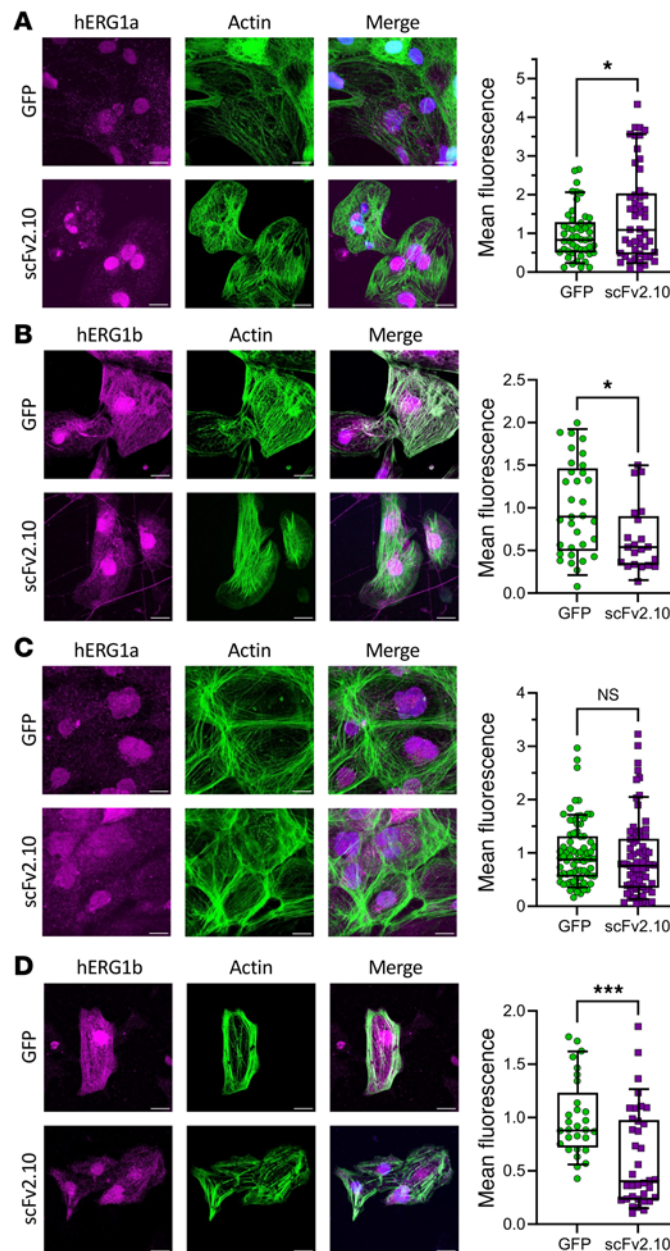 A
hERG1a Actin Merge
GFP
scFv2.10
Mean fluorescence
5
4
3
2
1
0
*
GFP scFv2.10
B
hERG1b Actin Merge
GFP
scFv2.10
Mean fluorescence
2.5
2.0
1.5
1.0
0.5
0.0
*
GFP scFv2.10
C
hERG1a Actin Merge
GFP
scFv2.10
Mean fluorescence
4
3
2
1
0
NS
GFP scFv2.10
D
hERG1b Actin Merge
GFP
scFv2.10
Mean fluorescence
2.0
1.5
1.0
0.5
0.0
***
GFP scFv2.10